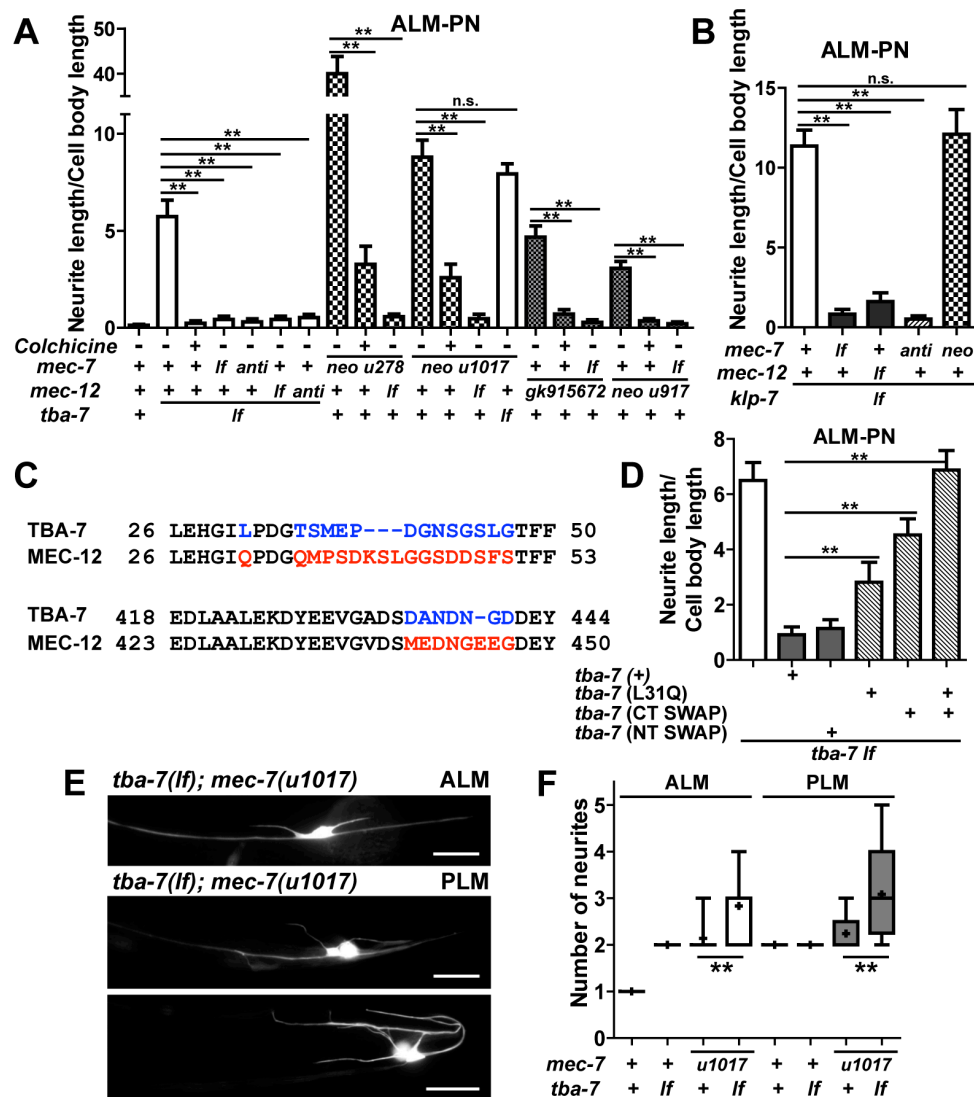 A
ALM-PN
Neurite length/Cell body length
50
40
30
10
5
0
**
**
**
**
**
**
**
n.s.
**
**
**
**
**
**
Colchicine - - + - - - - - + - - + - - - + - - + -
mec-7 + + + lf anti + + neo u278 neo u1017 + + + neo u917
mec-12 + + + + + lf anti + + + + + + + gk915672 + + +
tba-7 + lf + + + + + + lf + + + + + +
B
ALM-PN
Neurite length/Cell body length
15
10
5
0
n.s.
**
**
**
mec-7 + lf + anti neo
mec-12 + + lf + +
klp-7 lf
C
TBA-7 26 LEHGILPDGTSMEP---DGNSGSLGTFF 50
MEC-12 26 LEHGIQPDGQMPSDKSLGGSDDSFSTFF 53
TBA-7 418 EDLAALEKDYEEVGADSDANDN-GDDEY 444
MEC-12 423 EDLAALEKDYEEVGVDSMEDNGEEGDEY 450
D
ALM-PN
Neurite length/
Cell body length
8
6
4
2
0
**
**
**
tba-7 (+) +
tba-7 (L31Q) + +
tba-7 (CT SWAP) + +
tba-7 (NT SWAP) +
tba-7 lf
E
tba-7(lf); mec-7(u1017) ALM
tba-7(lf); mec-7(u1017) PLM
F
ALM PLM
Number of neurites
5
4
3
2
1
**
**
mec-7 + + u1017 + + u1017
tba-7 + lf + lf + lf + lf